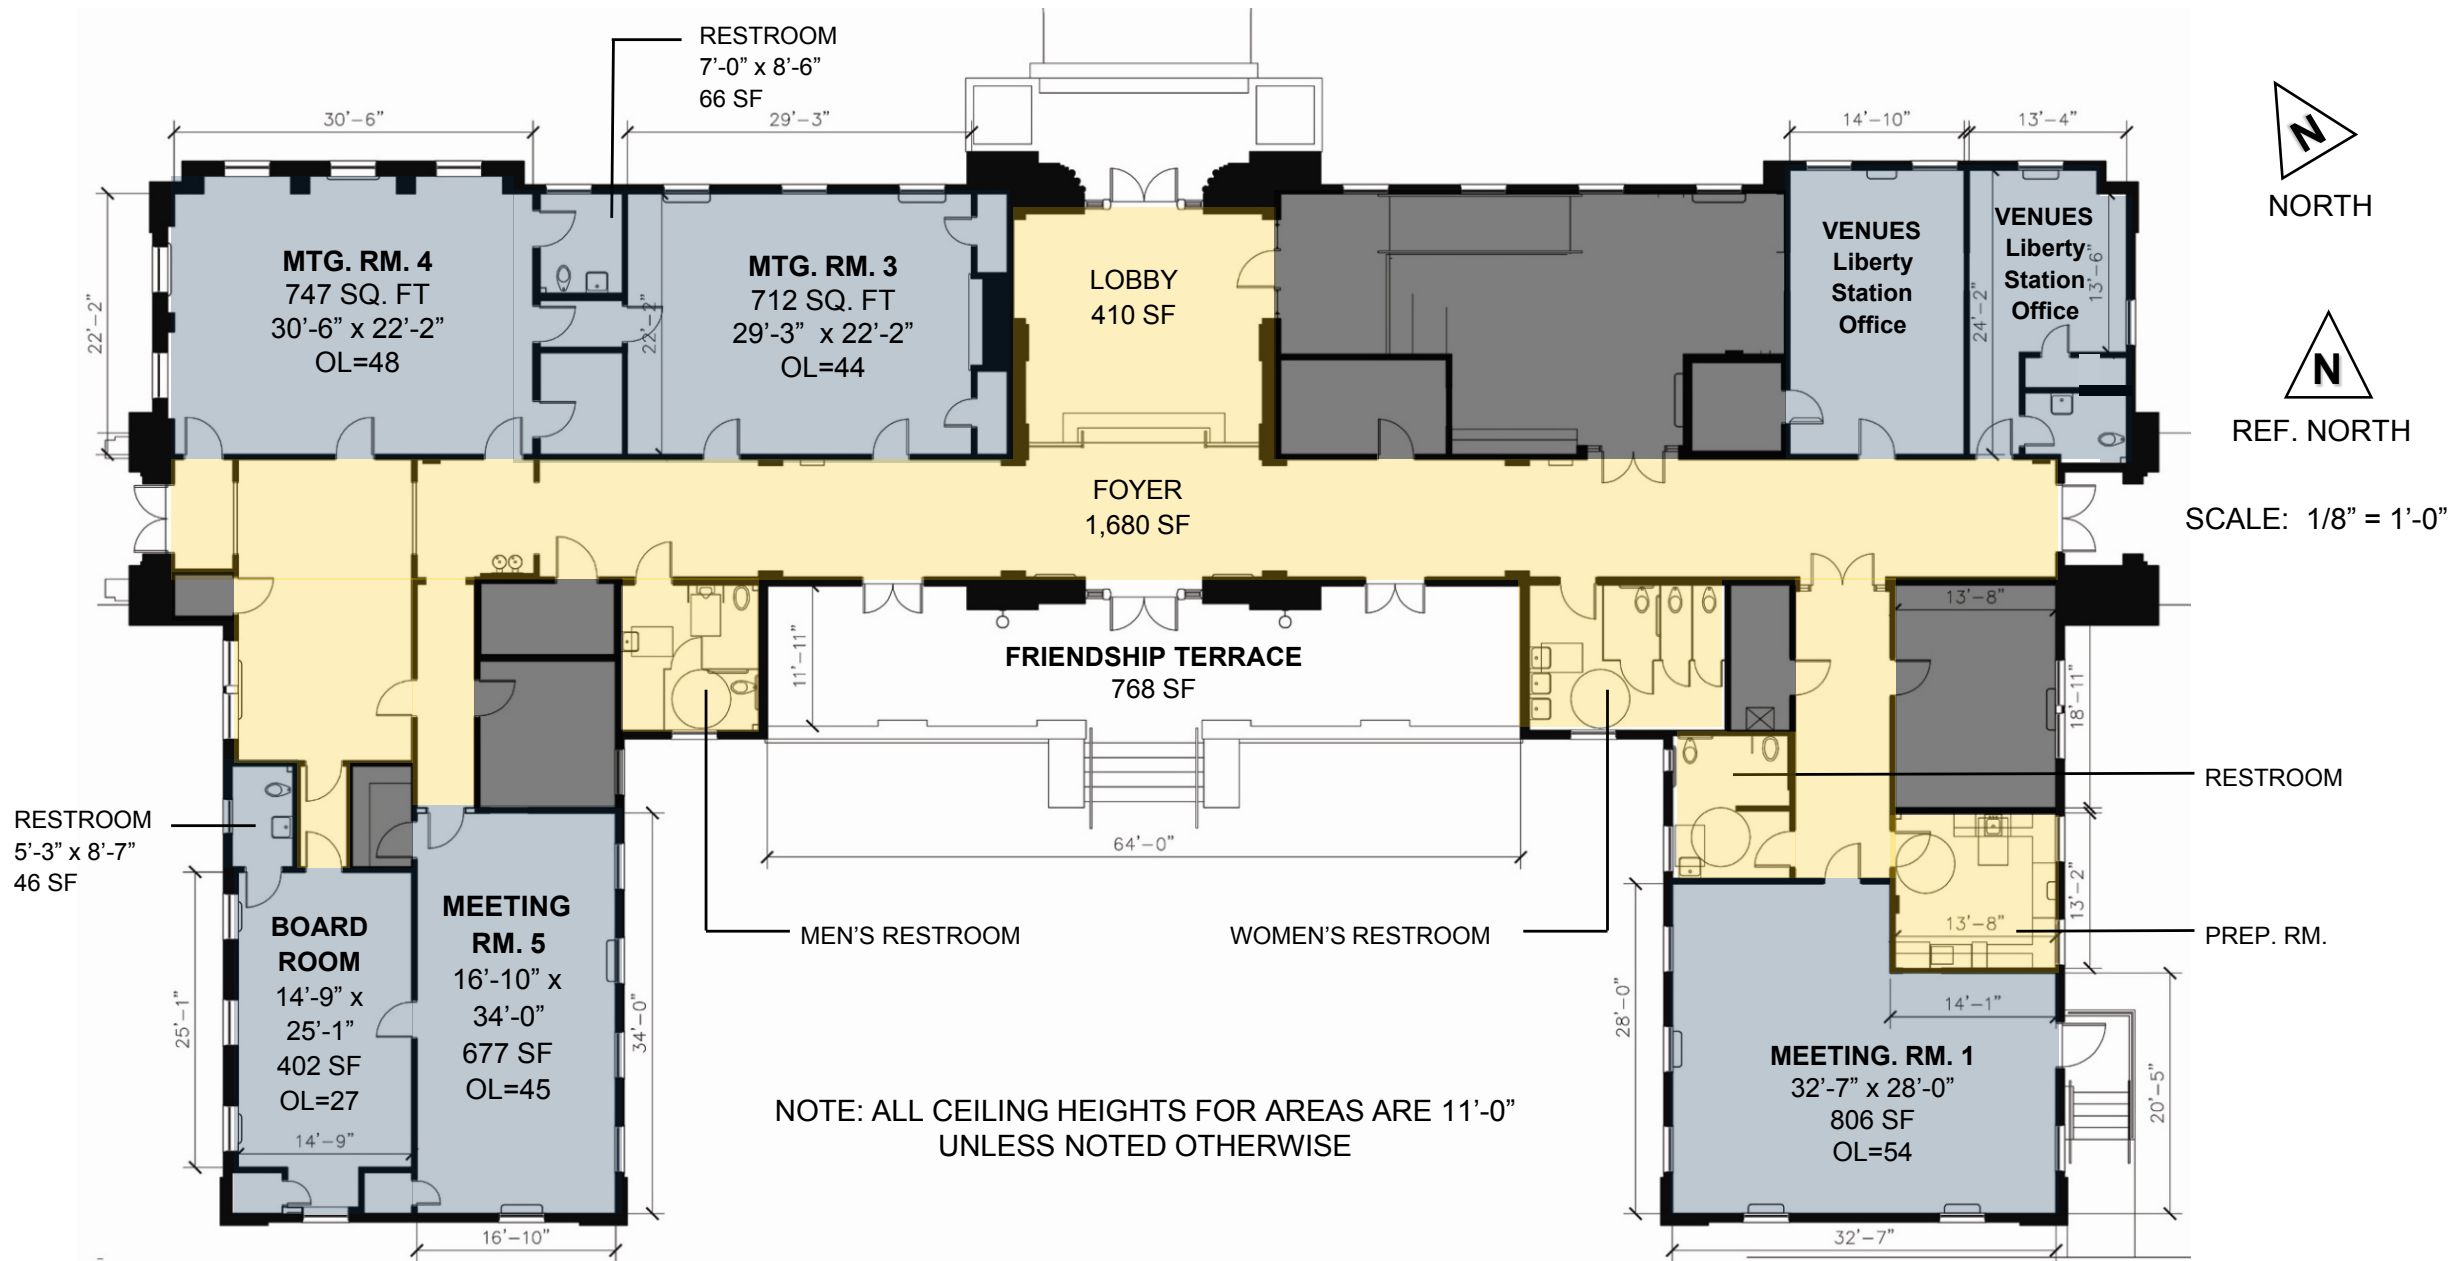 RESTROOM
7’-0” x 8’-6”
66 SF
30’-6”
29’-3”
14’-10”
13’-4”
N
NORTH
22’-2”
MTG. RM. 4
747 SQ. FT
30’-6” x 22’-2”
OL=48
22’-2”
MTG. RM. 3
712 SQ. FT
29’-3” x 22’-2”
OL=44
LOBBY
410 SF
VENUES
Liberty
Station
Office
24’-2”
VENUES
Liberty
Station
Office
13’-6”
N
REF. NORTH
SCALE: 1/8” = 1’-0”
FOYER
1,680 SF
11’-11”
FRIENDSHIP TERRACE
768 SF
13’-8”
18’-11”
RESTROOM
RESTROOM
5’-3” x 8’-7”
46 SF
64’-0”
MEN’S RESTROOM
WOMEN’S RESTROOM
13’-2”
13’-8”
PREP. RM.
25’-1”
BOARD
ROOM
14’-9” x
25’-1”
402 SF
OL=27
14’-9”
MEETING
RM. 5
16’-10” x
34’-0”
677 SF
OL=45
34’-0”
16’-10”
NOTE: ALL CEILING HEIGHTS FOR AREAS ARE 11’-0”
UNLESS NOTED OTHERWISE
28’-0”
14’-1”
MEETING. RM. 1
32’-7” x 28’-0”
806 SF
OL=54
20’-5”
32’-7”